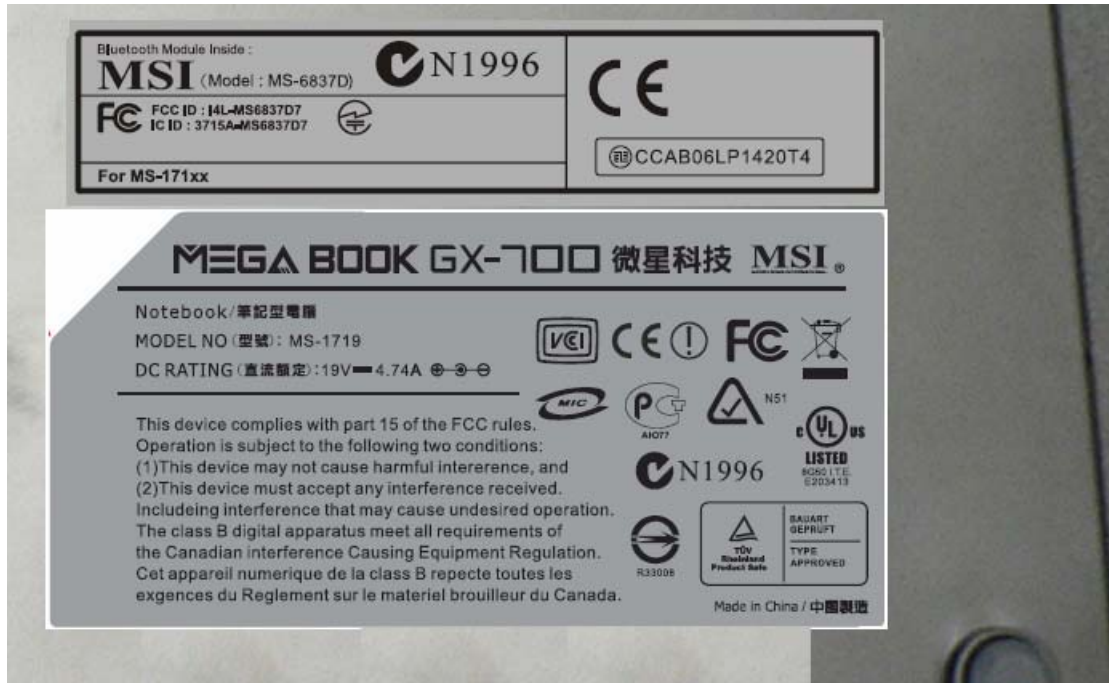 Bluetooth Module Inside :
MSI (Model : MS-6837D)
N1996
FCC ID : I4L-MS6837D7
IC ID : 3715A-MS6837D7
For MS-171xx
CE
CCAB06LP1420T4
MEGA BOOK GX-700 微星科技 MSI ®
Notebook/筆記型電腦
MODEL NO (型號): MS-1719
DC RATING (直流額定):19V 4.74A
VCI CE FC
MIC
PG
AIO77
N51
C UL US
LISTED
8G50 I.T.E.
E203413
N1996
This device complies with part 15 of the FCC rules.
Operation is subject to the following two conditions:
(1)This device may not cause harmful intererence, and
(2)This device must accept any interference received.
Includeing interference that may cause undesired operation.
The class B digital apparatus meet all requirements of
the Canadian interference Causing Equipment Regulation.
Cet appareil numerique de la class B repecte toutes les
exgences du Reglement sur le materiel brouilleur du Canada.
R33008
TÜV
Rheinland
Product Safe
BAUART
GEPRUFT
TYPE
APPROVED
Made in China / 中國製造